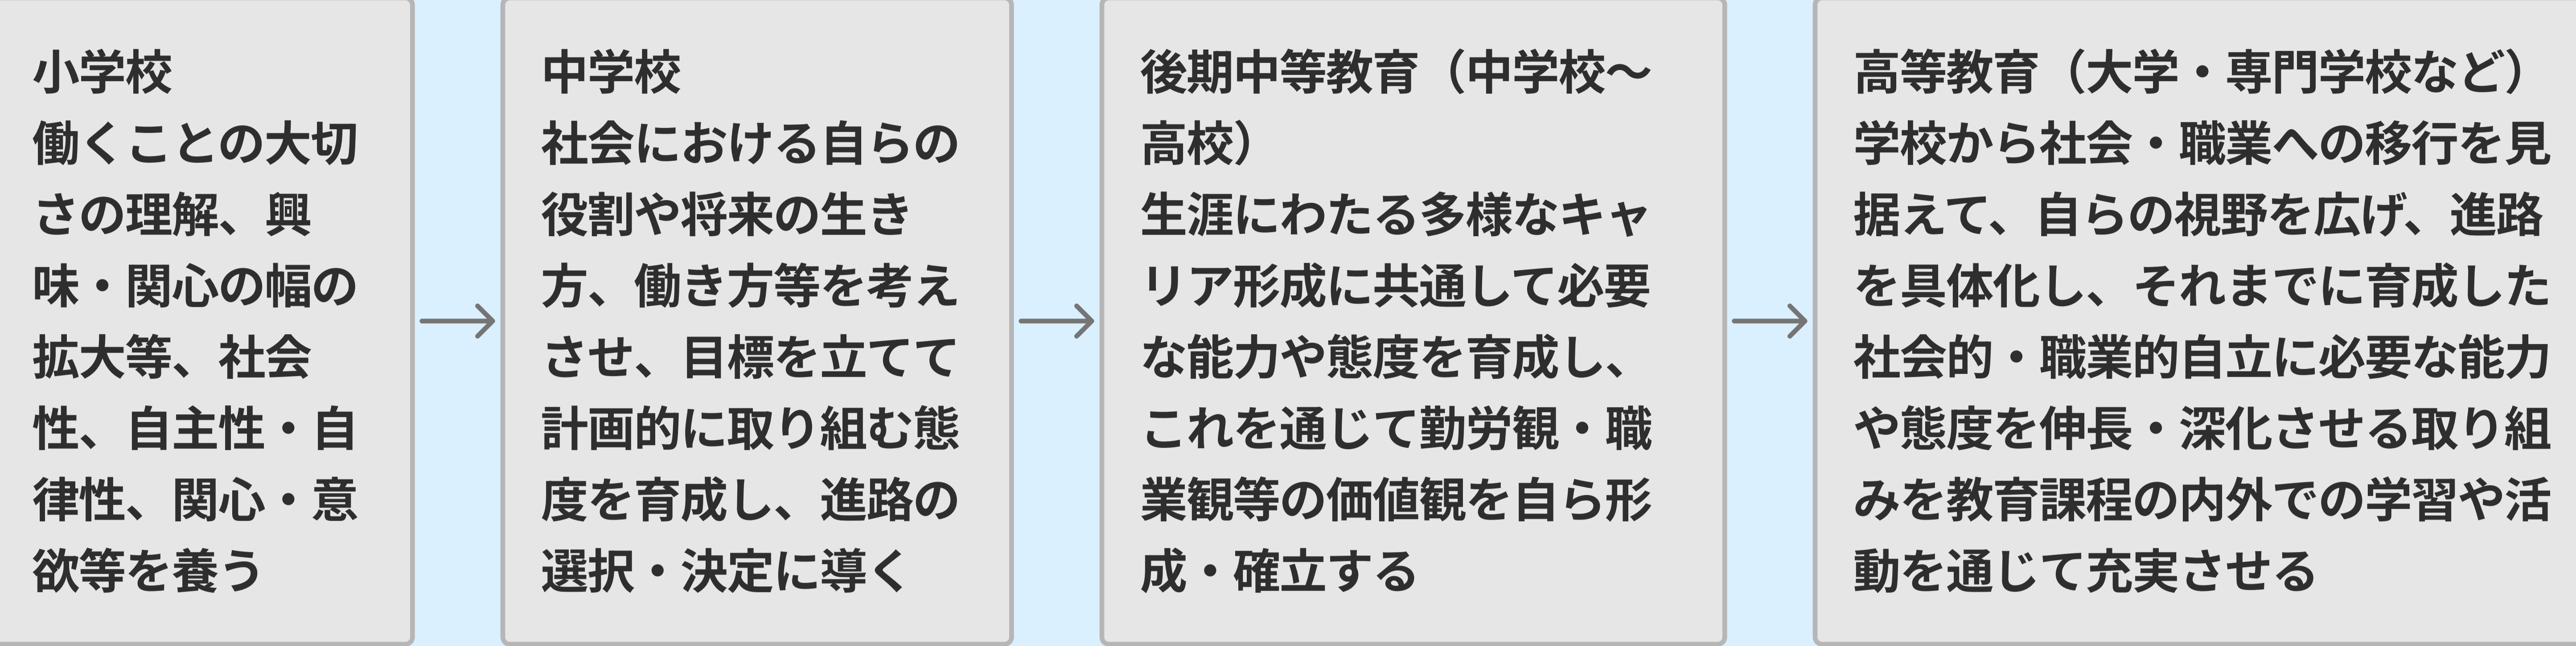 小学校
働くことの大切
さの理解、興
味・関心の幅の
拡大等、社会
性、自主性・自
律性、関心・意
欲等を養う
中学校
社会における自らの
役割や将来の生き
方、働き方等を考え
させ、目標を立てて
計画的に取り組む態
度を育成し、進路の
選択・決定に導く
後期中等教育（中学校～
高校）
生涯にわたる多様なキャ
リア形成に共通して必要
な能力や態度を育成し、
これを通じて勤労観・職
業観等の価値観を自ら形
成・確立する
高等教育（大学・専門学校など）
学校から社会・職業への移行を見
据えて、自らの視野を広げ、進路
を具体化し、それまでに育成した
社会的・職業的自立に必要な能力
や態度を伸長・深化させる取り組
みを教育課程の内外での学習や活
動を通じて充実させる